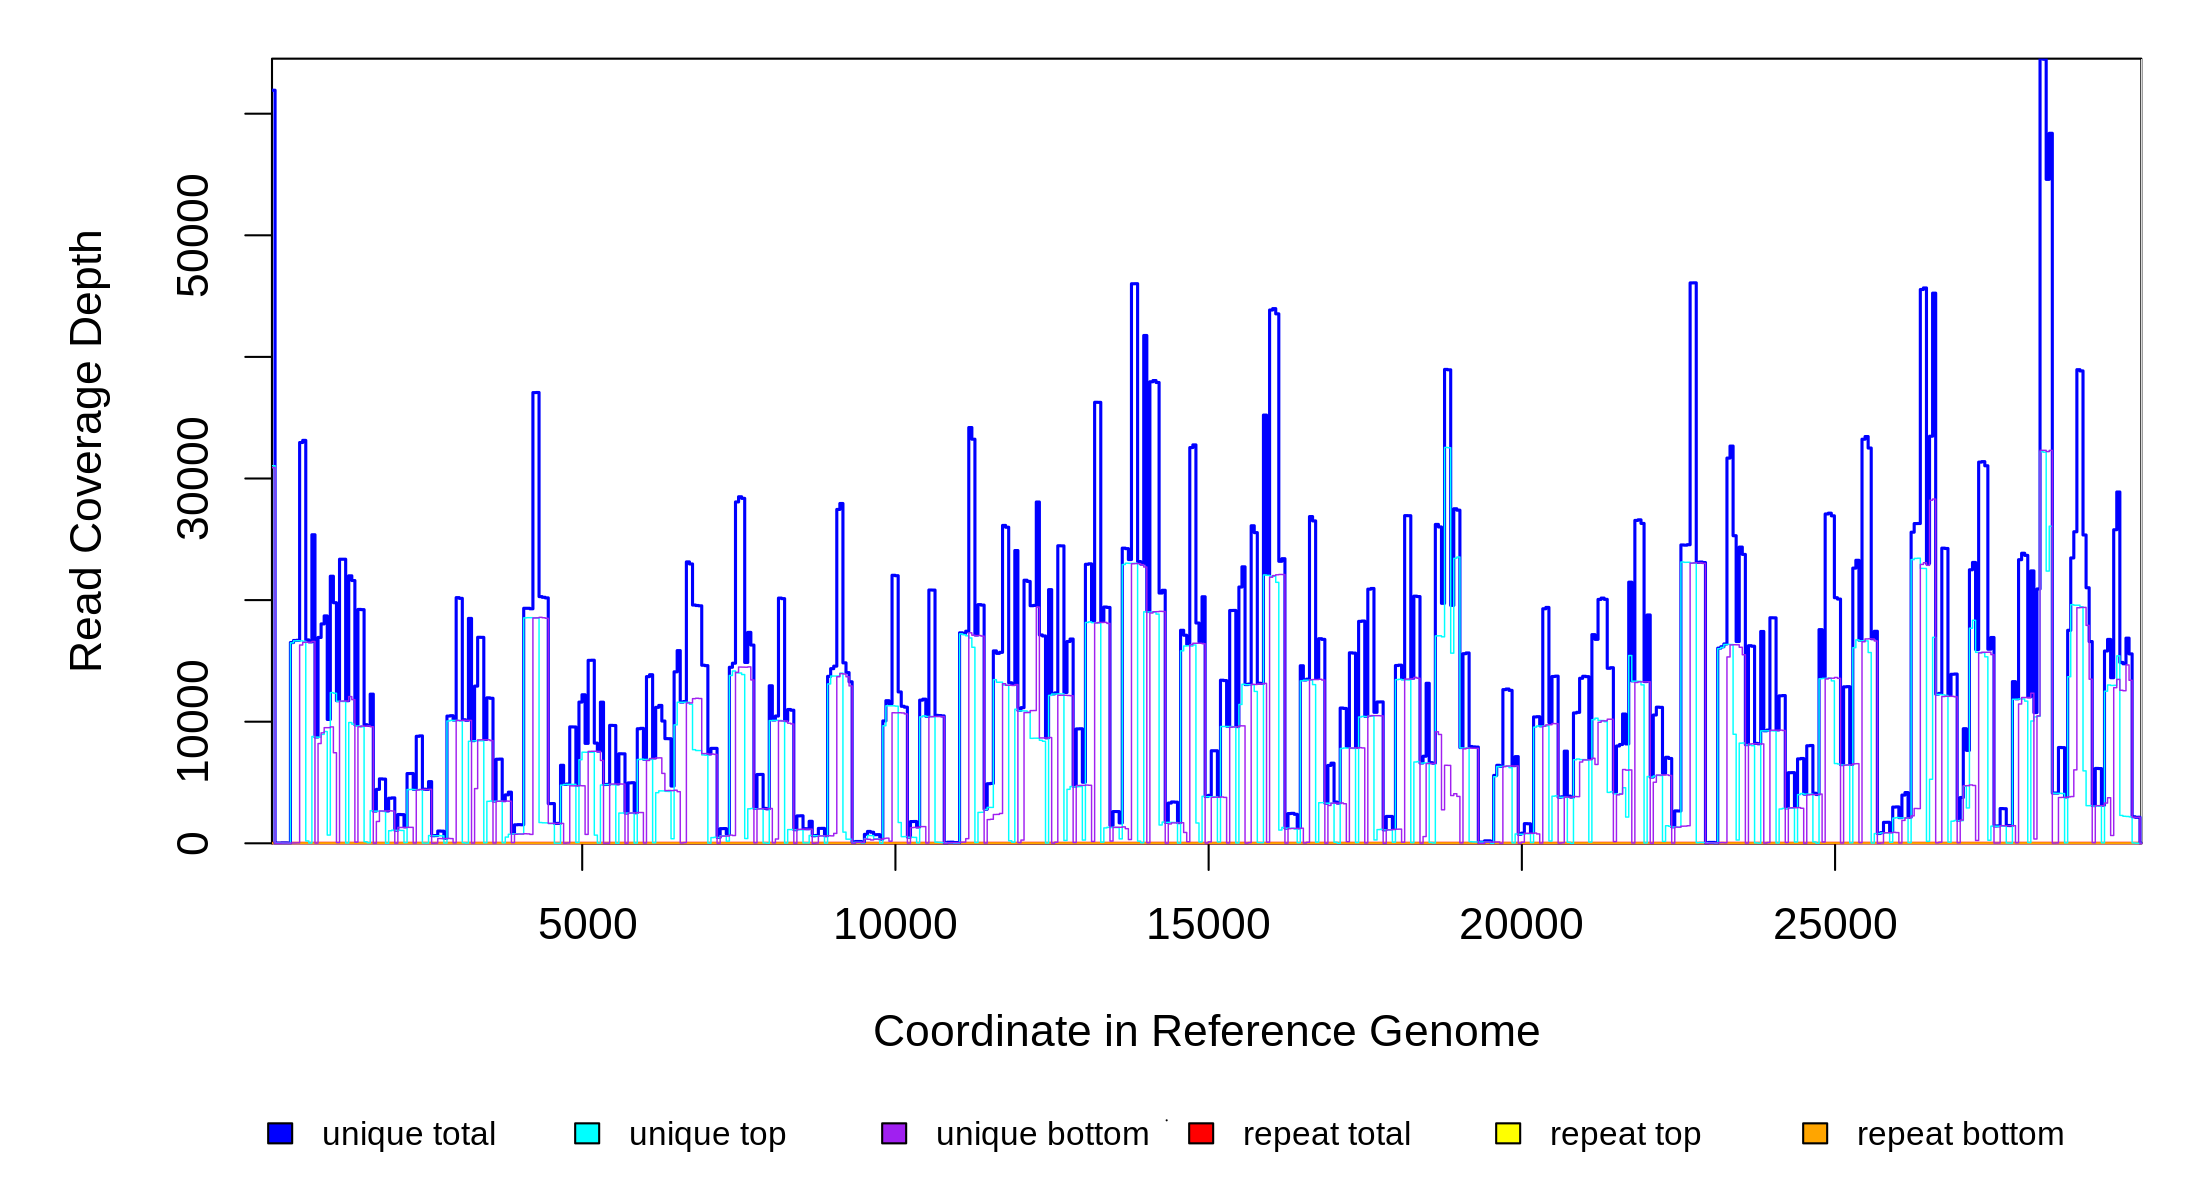 Read Coverage Depth
50000
30000
10000
0
5000 10000 15000 20000 25000
Coordinate in Reference Genome
unique total unique top unique bottom repeat total repeat top repeat bottom